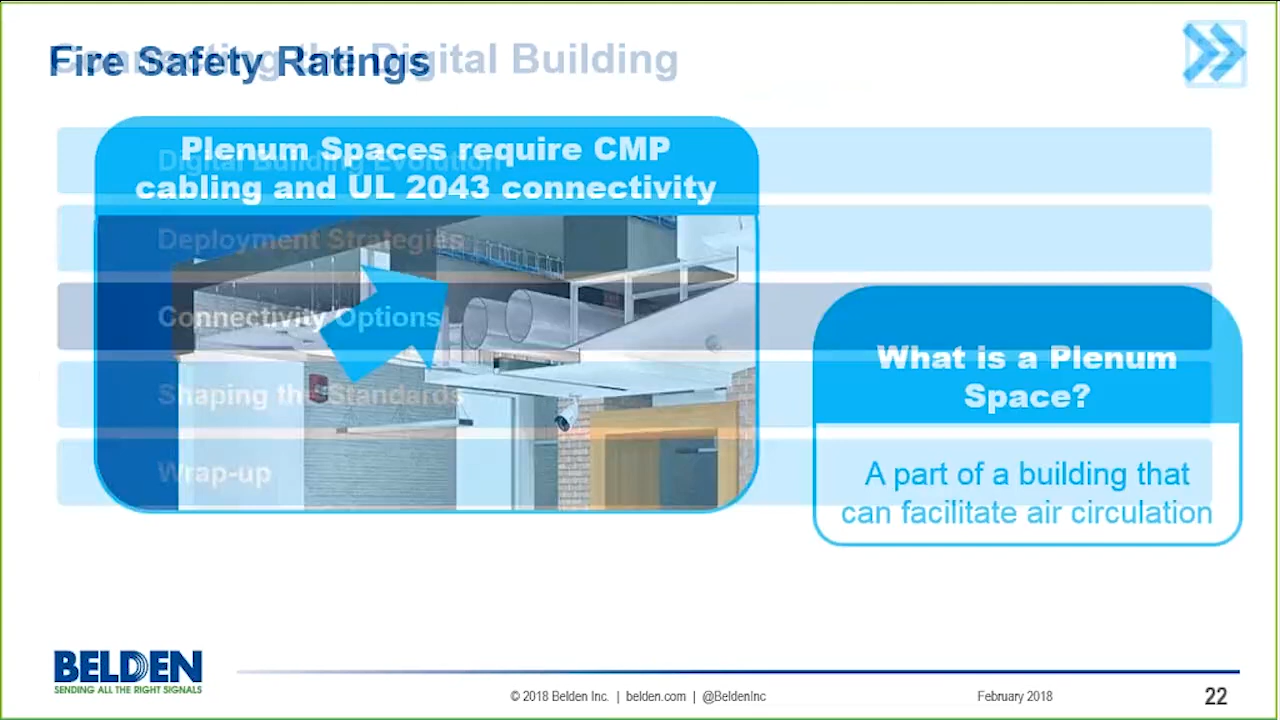 Fire Safety Ratings
Connecting the Digital Building
Plenum Spaces require CMP
cabling and UL 2043 connectivity
Digital Building Evolution
Deployment Strategies
Connectivity Options
Shaping the Standards
Wrap-up
What is a Plenum
Space?
A part of a building that
can facilitate air circulation
BELDEN
SENDING ALL THE RIGHT SIGNALS
© 2018 Belden Inc. | belden.com | @BeldenInc
February 2018
22